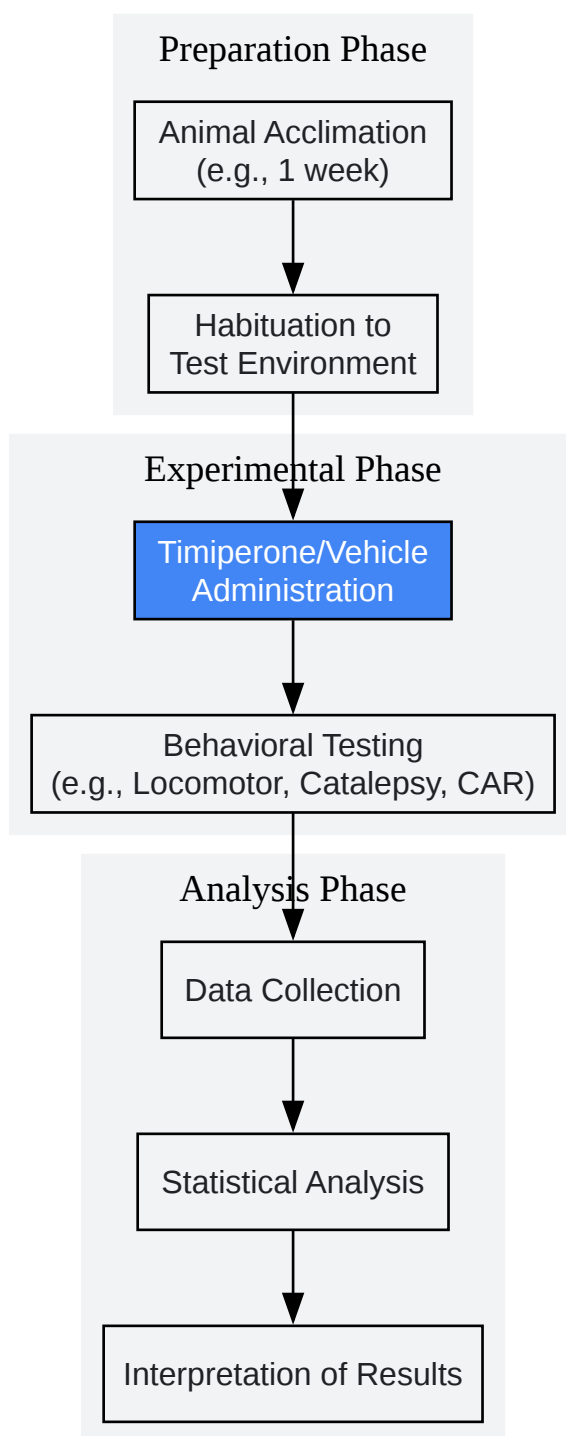 Preparation Phase
Animal Acclimation
(e.g., 1 week)
Habituation to
Test Environment
Experimental Phase
Timiperone/Vehicle
Administration
Behavioral Testing
(e.g., Locomotor, Catalepsy, CAR)
Analysis Phase
Data Collection
Statistical Analysis
Interpretation of Results